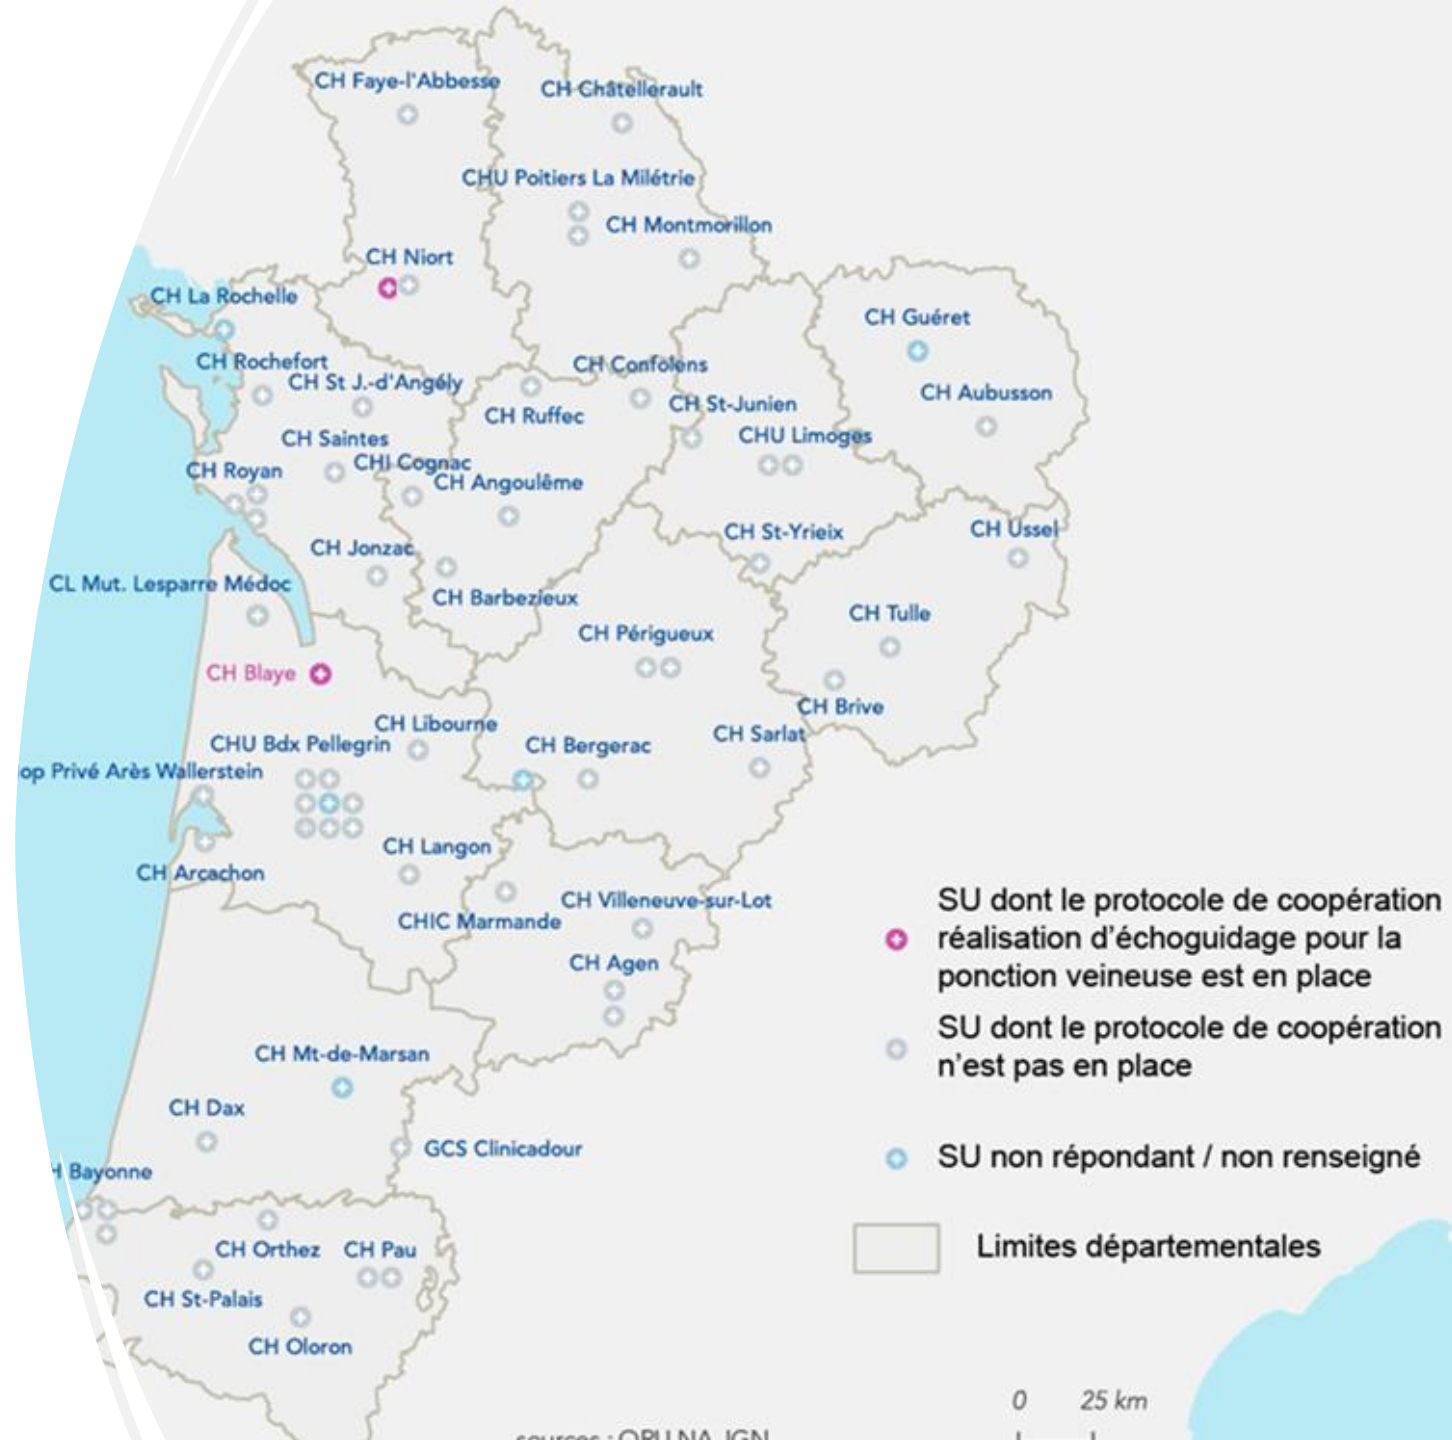 CH Faye-l'Abbesse
CH Châtellerault
CHU Poitiers La Milétrie
CH Montmorillon
CH Niort
CH La Rochelle
CH Guéret
CH Rochefort
CH Confolens
CH St J.-d'Angély
CH Aubusson
CH St-Junien
CH Ruffec
CHU Limoges
CH Saintes
CHI Cognac
CH Royan
CH Angoulême
CH Ussel
CH St-Yrieix
CH Jonzac
CL Mut. Lesparre Médoc
CH Barbezieux
CH Tulle
CH Périgueux
CH Blaye
CH Brive
CH Libourne
CH Sarlat
CHU Bdx Pellegrin
CH Bergerac
op Privé Arès Wallerstein
CH Langon
CH Arcachon
CH Villeneuve-sur-Lot
CHIC Marmande
CH Agen
CH Mt-de-Marsan
CH Dax
GCS Clinicadour
H Bayonne
CH Orthez
CH Pau
CH St-Palais
CH Oloron
SU dont le protocole de coopération
réalisation d'échoguidage pour la
ponction veineuse est en place
SU dont le protocole de coopération
n'est pas en place
SU non répondant / non renseigné
Limites départementales
0 25 km
sources : ORU NA, IGN